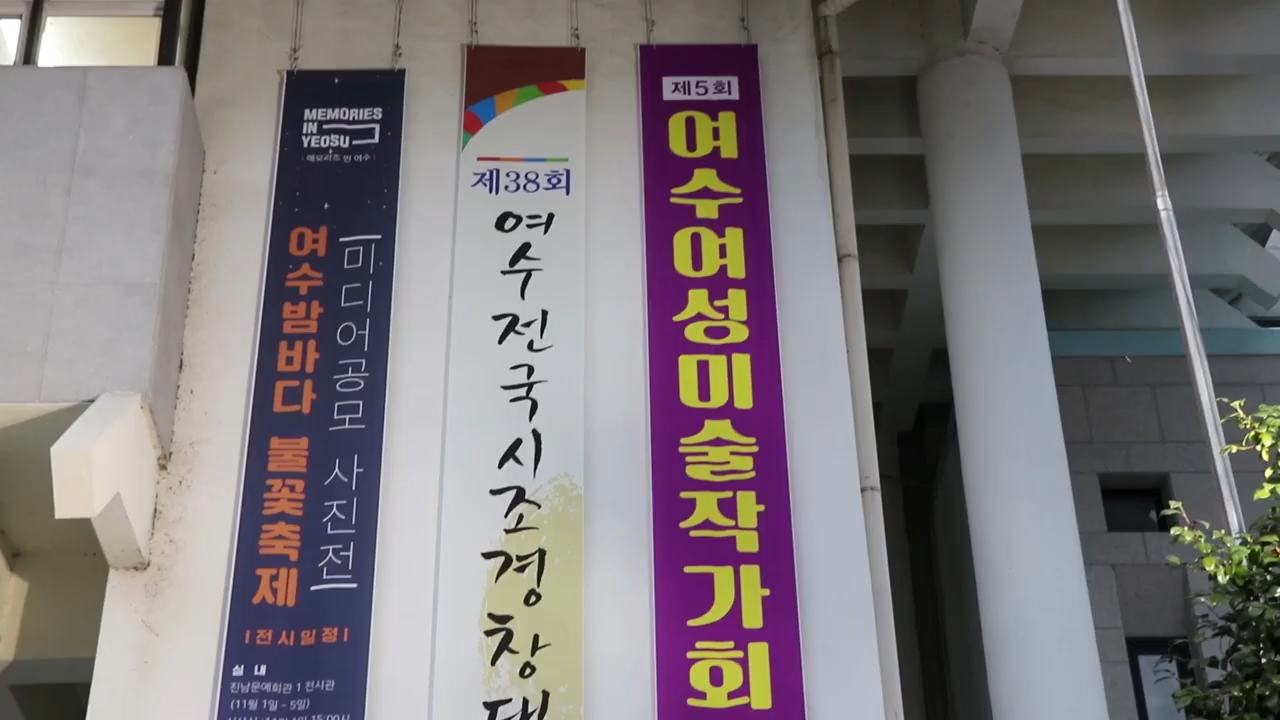 MEMORIES
IN
YEOSU
메모리즈 인 여수
미디어공모 사진전
여수밤바다 불꽃축제
전시일정
실 내
진남문예회관 1 전시관
(11월 1일 - 5일)
제38회
여수전국시조경창대
제5회
여수여성미술작가회